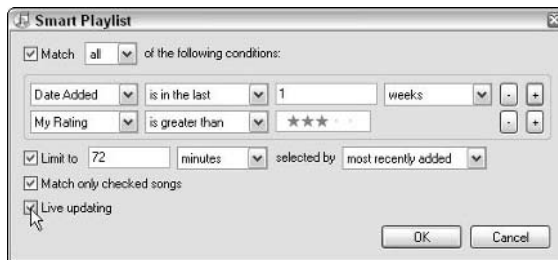 Smart Playlist
Match all of the following conditions:
Date Added is in the last 1 weeks - +
My Rating is greater than ★★★ - +
Limit to 72 minutes selected by most recently added
Match only checked songs
Live updating
OK Cancel